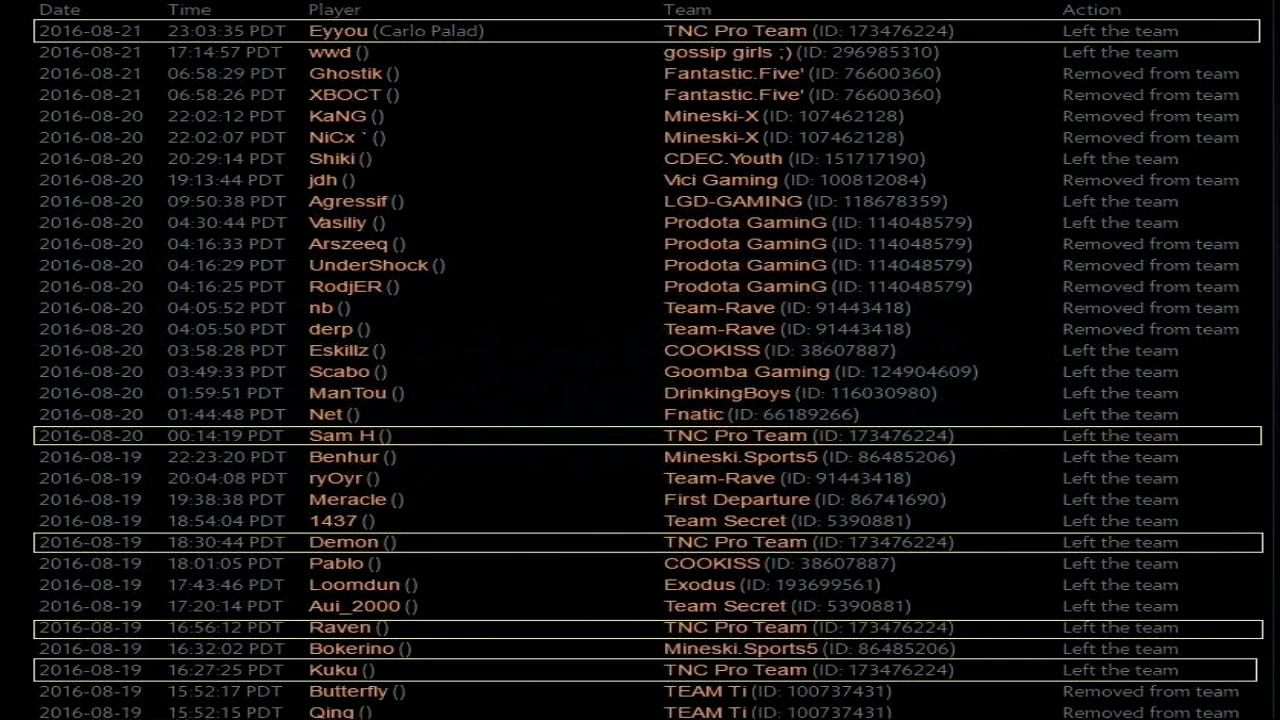 Date Time Player Team Action
2016-08-21 23:03:35 PDT Eyyou (Carlo Palad) TNC Pro Team (ID: 173476224) Left the team
2016-08-21 17:14:57 PDT wwd () gossip girls ;) (ID: 296985310) Left the team
2016-08-21 06:58:29 PDT Ghostik () Fantastic.Five' (ID: 76600360) Removed from team
2016-08-21 06:58:26 PDT XBOCT () Fantastic.Five' (ID: 76600360) Removed from team
2016-08-20 22:02:12 PDT KaNG () Mineski-X (ID: 107462128) Removed from team
2016-08-20 22:02:07 PDT NiCx ` () Mineski-X (ID: 107462128) Removed from team
2016-08-20 20:29:14 PDT Shiki () CDEC.Youth (ID: 151717190) Left the team
2016-08-20 19:13:44 PDT jdh () Vici Gaming (ID: 100812084) Removed from team
2016-08-20 09:50:38 PDT Agressif () LGD-GAMING (ID: 118678359) Left the team
2016-08-20 04:30:44 PDT Vasiliy () Prodota GaminG (ID: 114048579) Left the team
2016-08-20 04:16:33 PDT Arszeeq () Prodota GaminG (ID: 114048579) Removed from team
2016-08-20 04:16:29 PDT UnderShock () Prodota GaminG (ID: 114048579) Removed from team
2016-08-20 04:16:25 PDT RodjER () Prodota GaminG (ID: 114048579) Removed from team
2016-08-20 04:05:52 PDT nb () Team-Rave (ID: 91443418) Removed from team
2016-08-20 04:05:50 PDT derp () Team-Rave (ID: 91443418) Removed from team
2016-08-20 03:58:28 PDT Eskillz () COOKISS (ID: 38607887) Left the team
2016-08-20 03:49:33 PDT Scabo () Goomba Gaming (ID: 124904609) Left the team
2016-08-20 01:59:51 PDT ManTou () DrinkingBoys (ID: 116030980) Left the team
2016-08-20 01:44:48 PDT Net () Fnatic (ID: 66189266) Left the team
2016-08-20 00:14:19 PDT Sam H () TNC Pro Team (ID: 173476224) Left the team
2016-08-19 22:23:20 PDT Benhur () Mineski.Sports5 (ID: 86485206) Left the team
2016-08-19 20:04:08 PDT ryOyr () Team-Rave (ID: 91443418) Left the team
2016-08-19 19:38:38 PDT Meracle () First Departure (ID: 86741690) Left the team
2016-08-19 18:54:04 PDT 1437 () Team Secret (ID: 5390881) Left the team
2016-08-19 18:30:44 PDT Demon () TNC Pro Team (ID: 173476224) Left the team
2016-08-19 18:01:05 PDT Pablo () COOKISS (ID: 38607887) Left the team
2016-08-19 17:43:46 PDT Loomdun () Exodus (ID: 193699561) Left the team
2016-08-19 17:20:14 PDT Aui_2000 () Team Secret (ID: 5390881) Left the team
2016-08-19 16:56:12 PDT Raven () TNC Pro Team (ID: 173476224) Left the team
2016-08-19 16:32:02 PDT Bokerino () Mineski.Sports5 (ID: 86485206) Left the team
2016-08-19 16:27:25 PDT Kuku () TNC Pro Team (ID: 173476224) Left the team
2016-08-19 15:52:17 PDT Butterfly () TEAM Ti (ID: 100737431) Removed from team
2016-08-19 15:52:15 PDT Qing () TEAM Ti (ID: 100737431) Removed from team